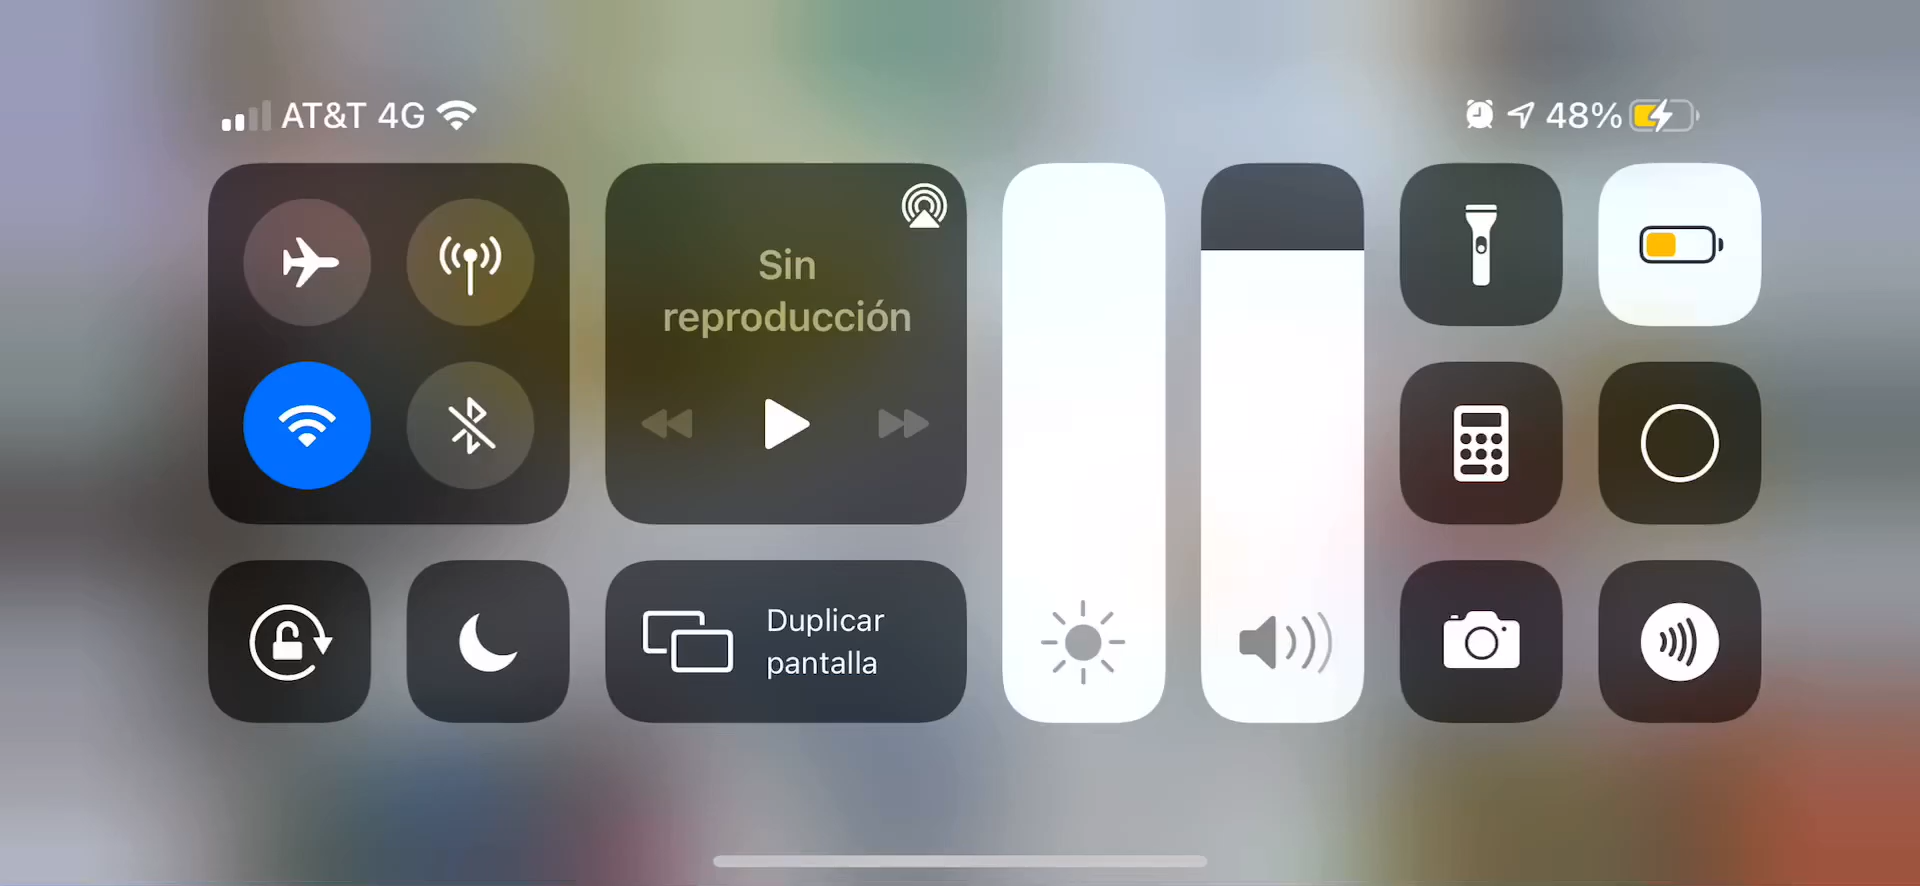 AT&T 4G
48%
Sin
reproducción
Duplicar
pantalla